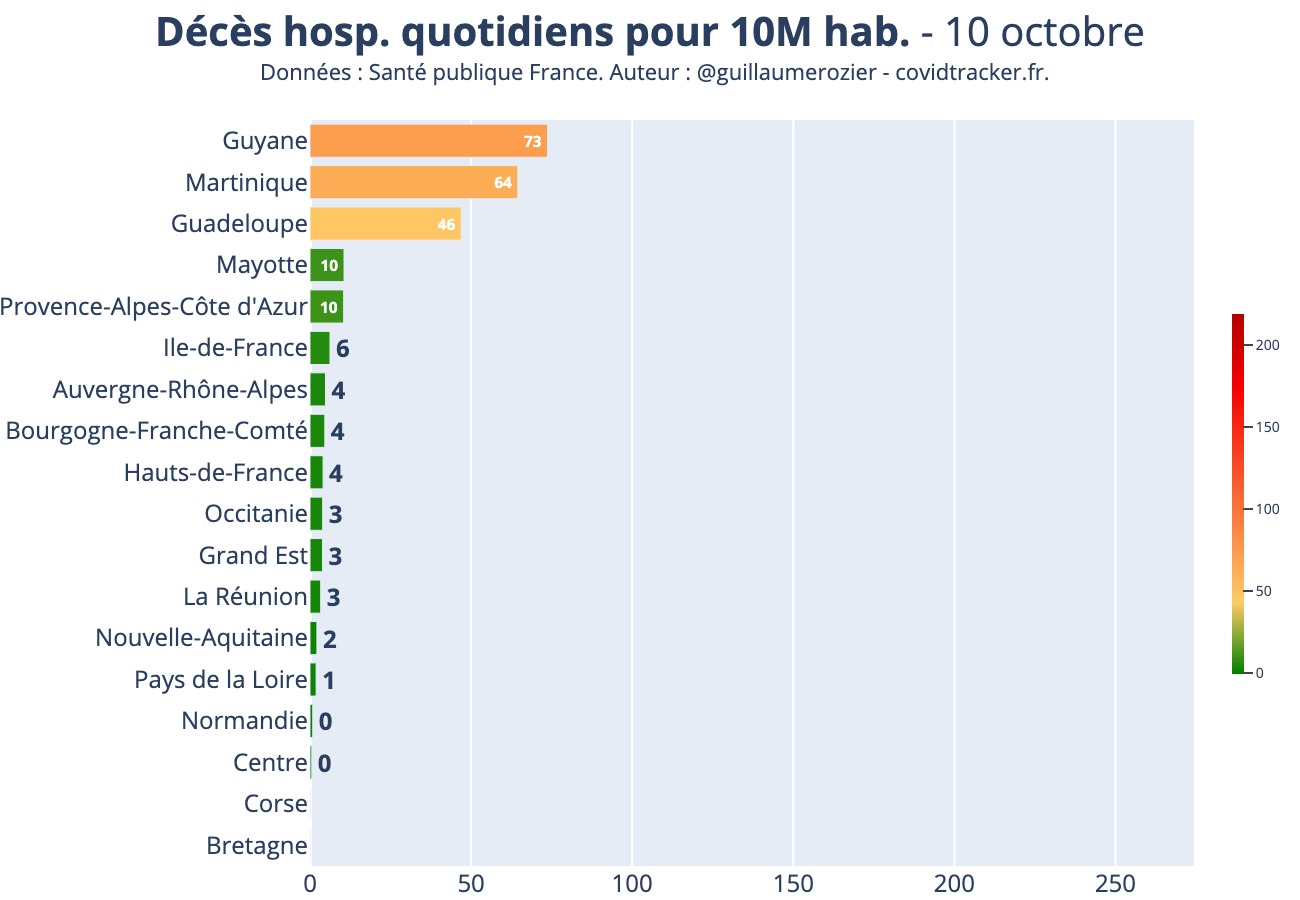 Décès hosp. quotidiens pour 10M hab. - 10 octobre
Données : Santé publique France. Auteur : @guillaumerozier - covidtracker.fr.
Guyane 73
Martinique 64
Guadeloupe 46
Mayotte 10
Provence-Alpes-Côte d'Azur 10
Ile-de-France 6
Auvergne-Rhône-Alpes 4
Bourgogne-Franche-Comté 4
Hauts-de-France 4
Occitanie 3
Grand Est 3
La Réunion 3
Nouvelle-Aquitaine 2
Pays de la Loire 1
Normandie 0
Centre 0
Corse
Bretagne
0 50 100 150 200 250
200
150
100
50
0